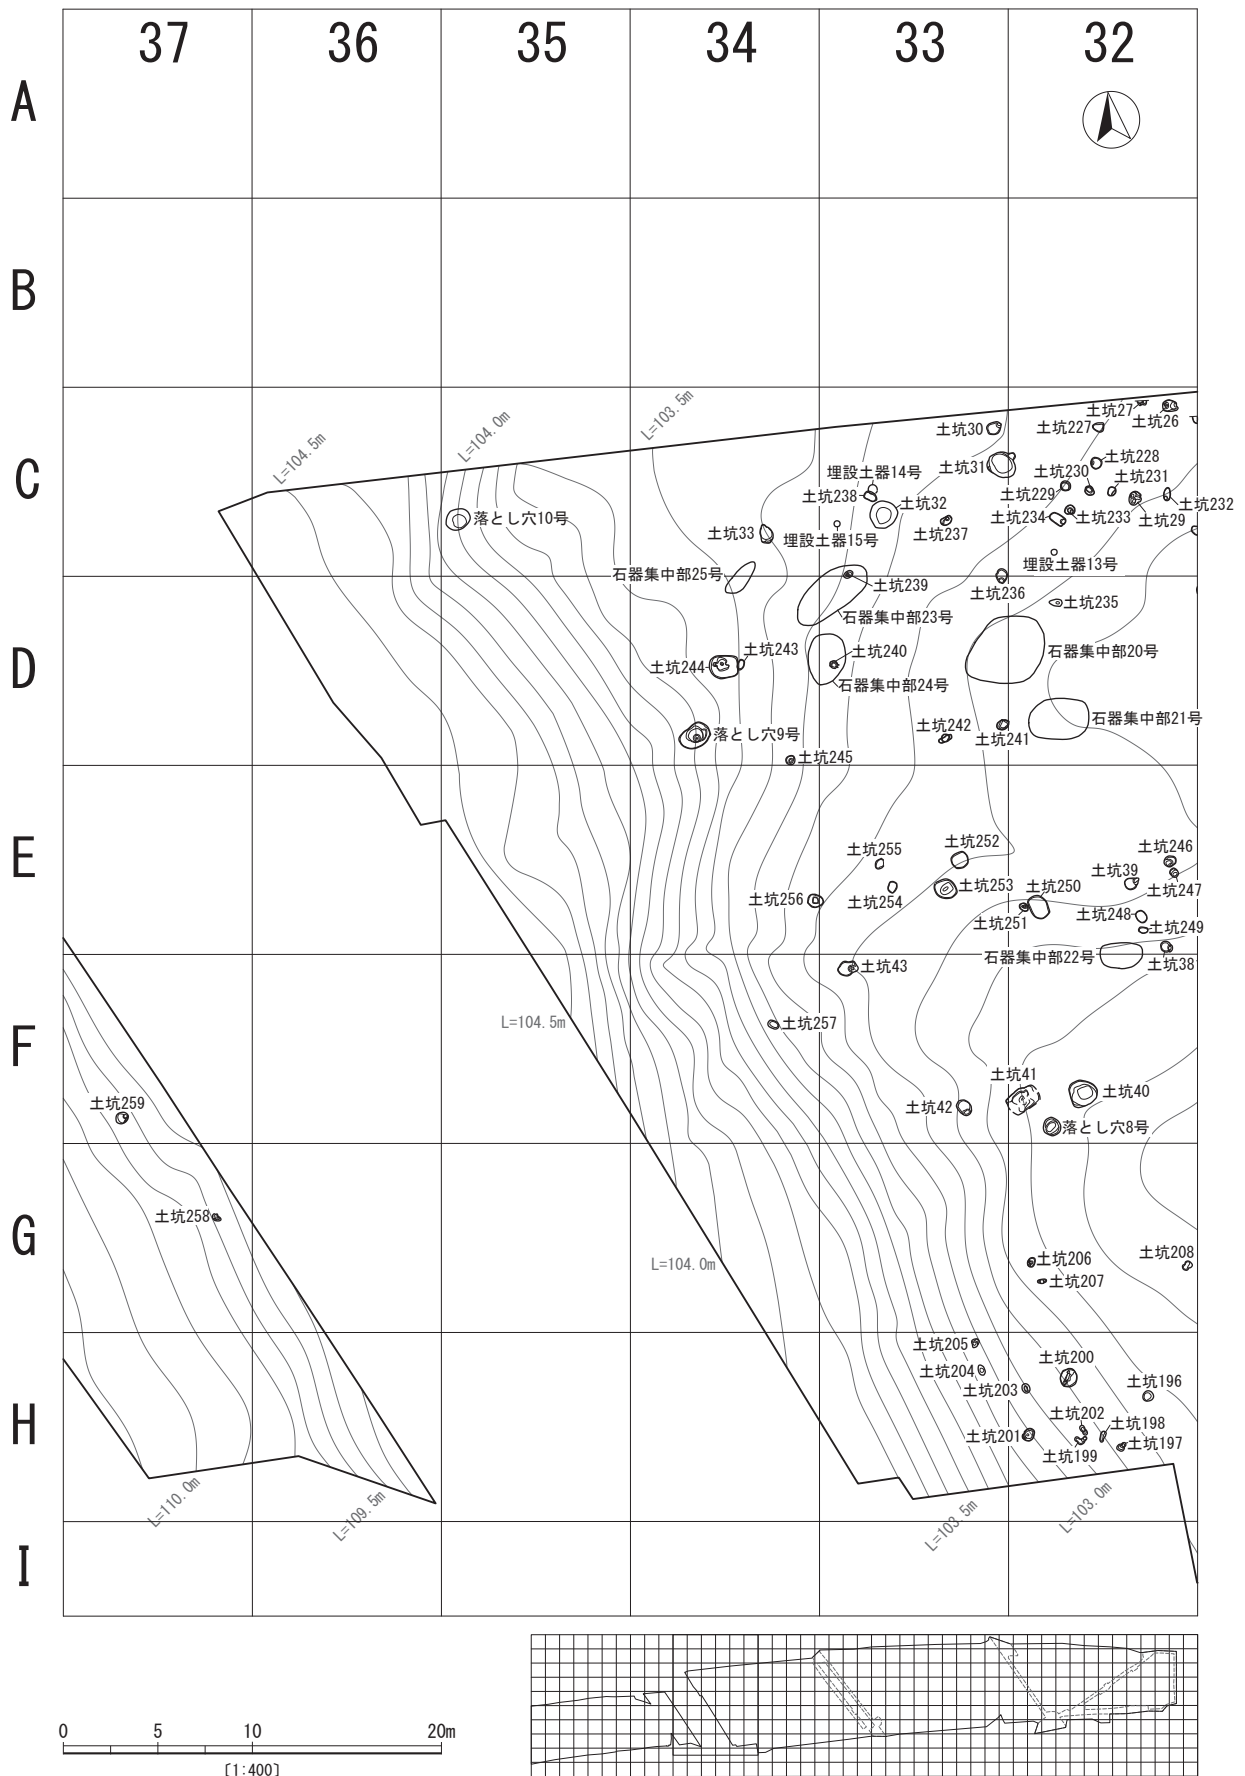 37 36 35 34 33 32
A
B
C
D
E
F
G
H
I
L=104.5m
L=104.0m
L=103.5m
土坑27
土坑26
土坑30
土坑227
土坑31
土坑228
土坑230
土坑231
埋設土器14号
土坑238
土坑32
土坑229
土坑232
落とし穴10号
土坑33
埋設土器15号
土坑237
土坑234
土坑233
土坑29
埋設土器13号
石器集中部25号
土坑239
土坑236
土坑235
石器集中部23号
土坑243
土坑240
石器集中部20号
土坑244
石器集中部24号
石器集中部21号
落とし穴9号
土坑242
土坑241
土坑245
土坑255
土坑252
土坑246
土坑39
土坑253
土坑250
土坑247
土坑256
土坑254
土坑251
土坑248
土坑249
石器集中部22号
土坑43
土坑38
L=104.5m
土坑257
土坑41
土坑259
土坑40
土坑42
落とし穴8号
土坑258
土坑208
土坑206
L=104.0m
土坑207
土坑205
土坑200
土坑204
土坑203
土坑196
土坑202
土坑198
土坑201
土坑199
土坑197
L=110.0m
L=109.5m
L=103.5m
L=103.0m
0 5 10 20m
[1:400]